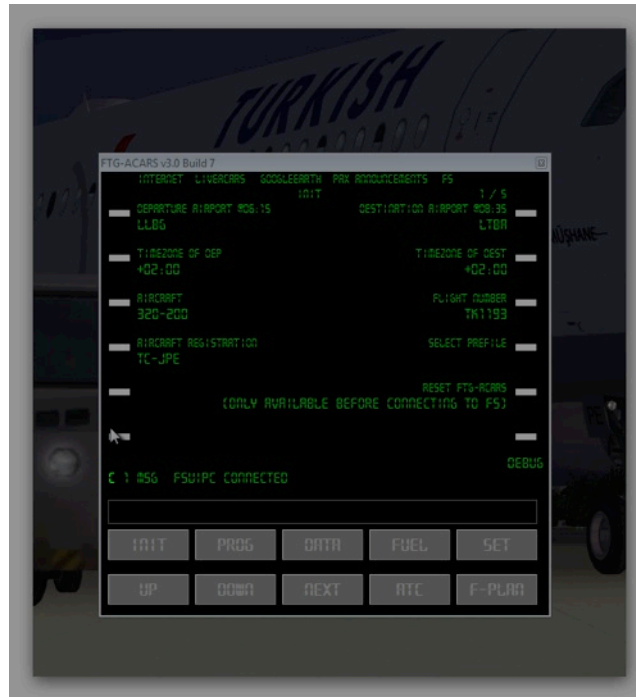 TURKISH
MÜŞHANE
FTG-ACARS v3.0 Build 7
INTERNET LIVEACARS GOOGLEEARTH PAX ANNOUNCEMENTS FS
INIT 1/5
DEPARTURE AIRPORT @06:15 DESTINATION AIRPORT @08:35
LLBG LTBA
TIMEZONE OF DEP TIMEZONE OF DEST
+02:00 +02:00
AIRCRAFT FLIGHT NUMBER
320-200 TK1193
AIRCRAFT REGISTRATION SELECT PREFILE
TC-JPE
RESET FTG-ACARS
(ONLY AVAILABLE BEFORE CONNECTING TO FS)
DEBUG
C 1 MSG FSUIPC CONNECTED
INIT PROG DATA FUEL SET
UP DOWN NEXT ATC F-PLAN